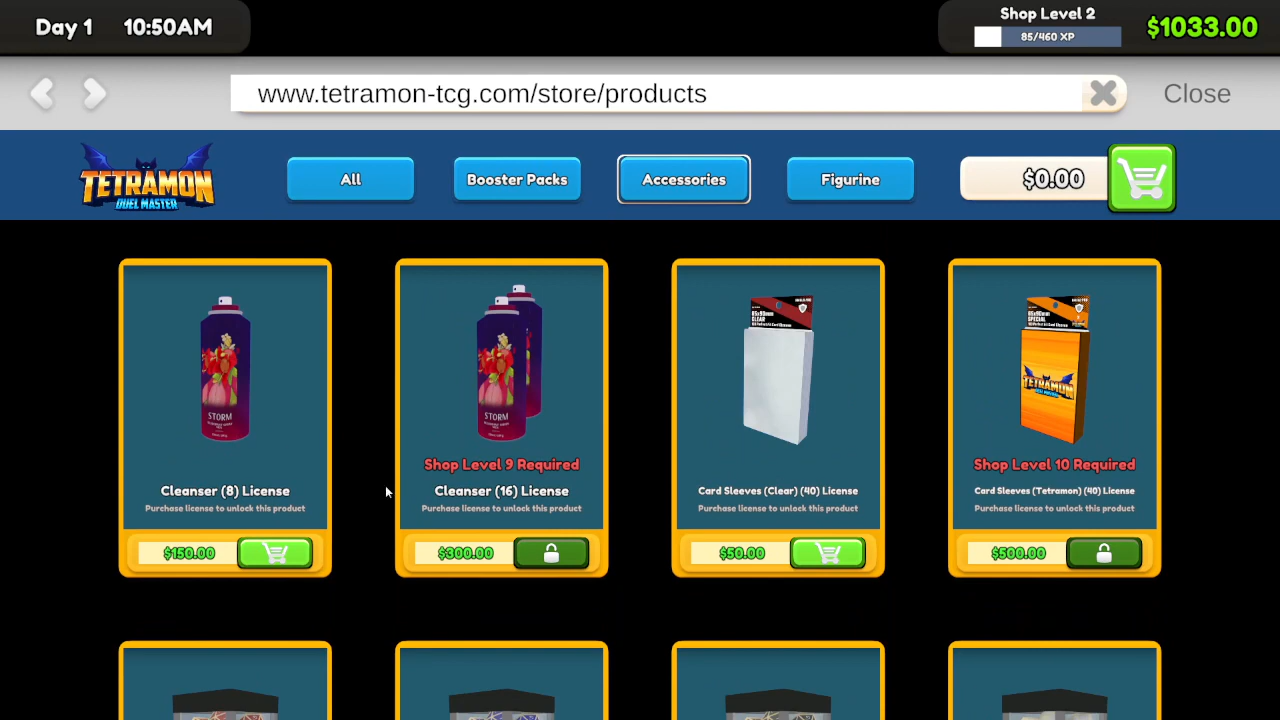 Day 1 10:50AM
Shop Level 2
85/460 XP
$1033.00
www.tetramon-tcg.com/store/products
Close
TETRAMON
DUEL MASTER
All
Booster Packs
Accessories
Figurine
$0.00
STORM
Cleanser (8) License
Purchase license to unlock this product
$150.00
STORM
Shop Level 9 Required
Cleanser (16) License
Purchase license to unlock this product
$300.00
65x90mm
CLEAR
Card Sleeves (Clear) (40) License
Purchase license to unlock this product
$50.00
65x90mm
SPECIAL
TETRAMON
Shop Level 10 Required
Card Sleeves (Tetramon) (40) License
Purchase license to unlock this product
$500.00